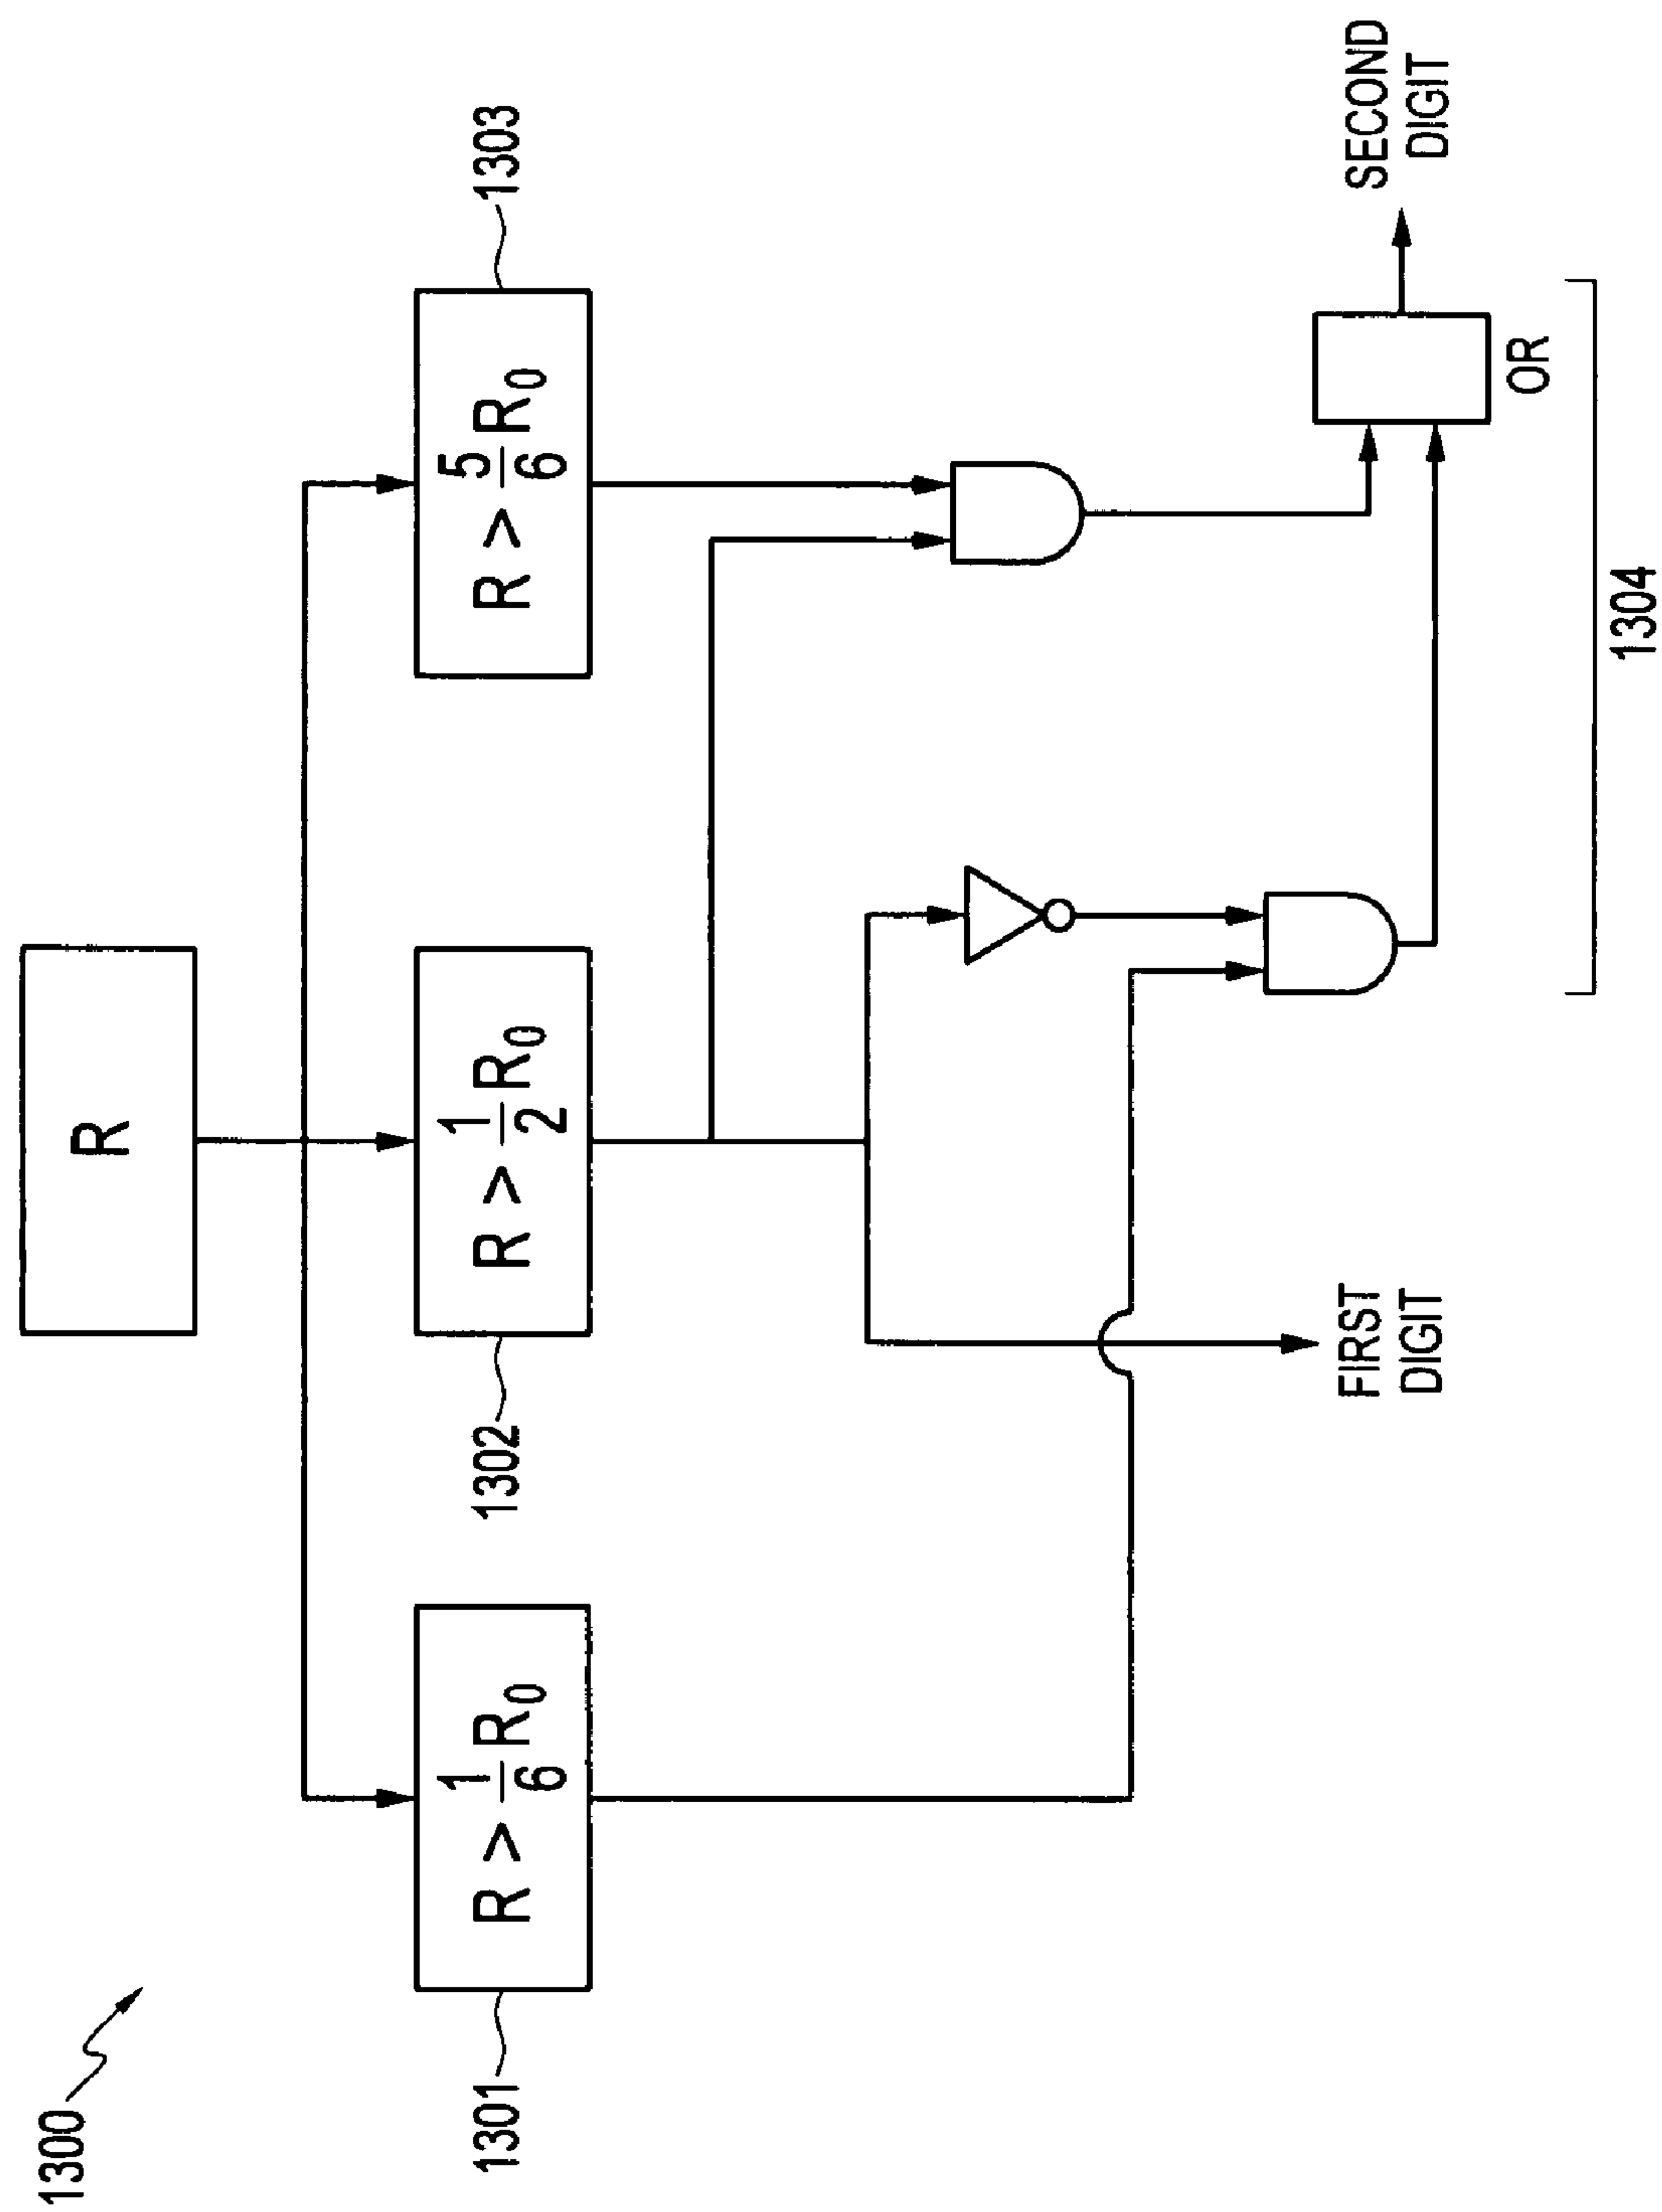 1300
R
1301
R > 1/6 R0
1302
R > 1/2 R0
1303
R > 5/6 R0
FIRST
DIGIT
SECOND
DIGIT
OR
1304